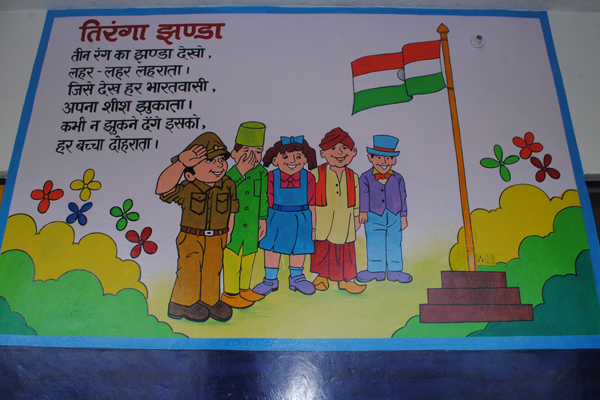 तिरंगा झण्डा
तीन रंग का झण्डा देखो,
लहर - लहर लहराता।
जिसे देख हर भारतवासी,
अपना शीश झुकाता।
कभी न झुकने देंगे इसको,
हर बच्चा दोहराता।